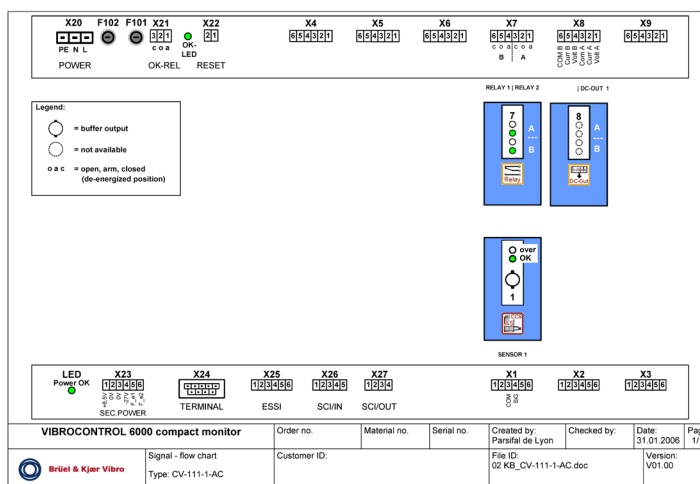 X20 F102 F101 X21 X22 X4 X5 X6 X7 X8 X9
3 2 1 2 1 6 5 4 3 2 1 6 5 4 3 2 1 6 5 4 3 2 1 6 5 4 3 2 1 6 5 4 3 2 1 6 5 4 3 2 1
PE N L c o a OK-LED c o a c o a
B A
COM B
Curr B
Volt B
Com A
Curr A
Volt A
POWER OK-REL RESET
RELAY 1 | RELAY 2 | DC-OUT 1
Legend:
= buffer output
= not available
o a c = open, arm, closed
(de-energized position)
7 A B
Relay
8 A B
DC-Out
over
OK
1
CCS
SENSOR 1
LED X23 X24 X25 X26 X27 X1 X2 X3
Power OK 1 2 3 4 5 6 1 2 3 4 5 6 1 2 3 4 5 1 2 3 4 1 2 3 4 5 6 1 2 3 4 5 6 1 2 3 4 5 6
+6,5V
0V
0V
-27V
F_e1
F_e2
COM
SIG
SEC.POWER TERMINAL ESSI SCI/IN SCI/OUT
VIBROCONTROL 6000 compact monitor Order no. Material no. Serial no. Created by: Checked by: Date: Pag
Parsifal de Lyon 31.01.2006 1/
Brüel & Kjær Vibro Signal - flow chart Customer ID: File ID: Version:
02 KB_CV-111-1-AC.doc V01.00
Type: CV-111-1-AC